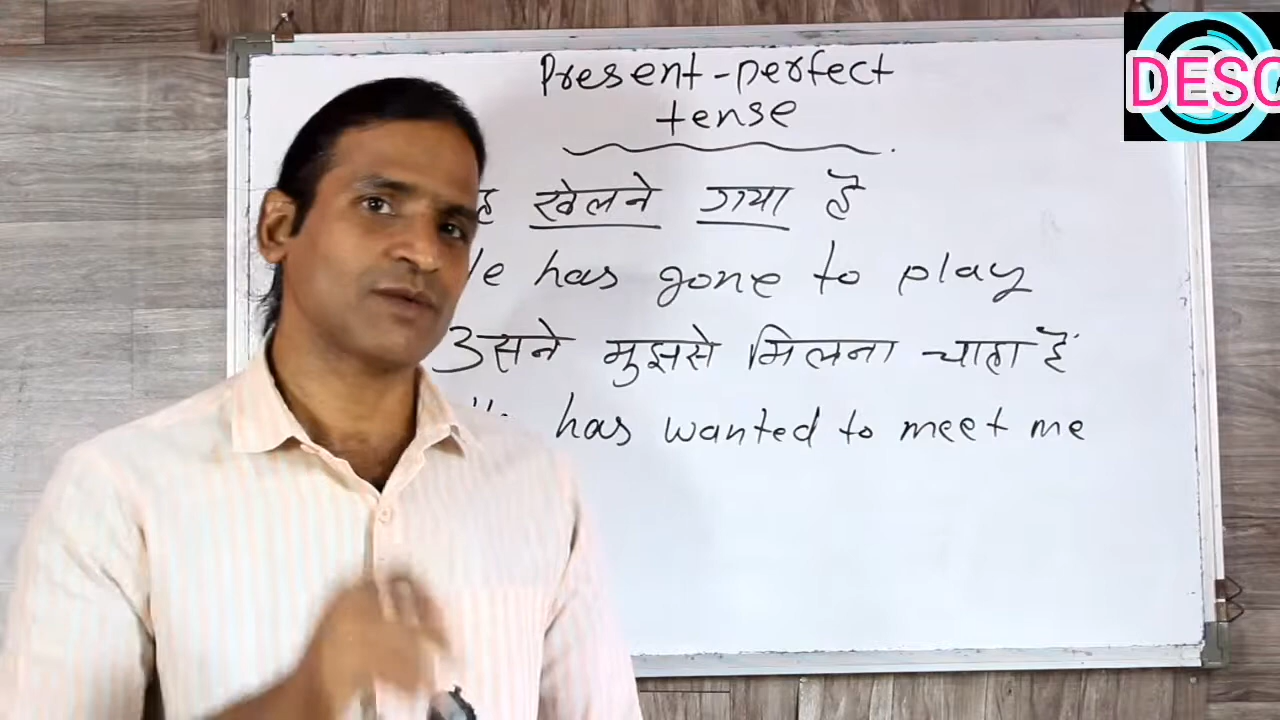 Present-perfect
tense
खेलने गया है
has gone to play
उसने मुझसे मिलना चाहा हैं
has wanted to meet me
DESC